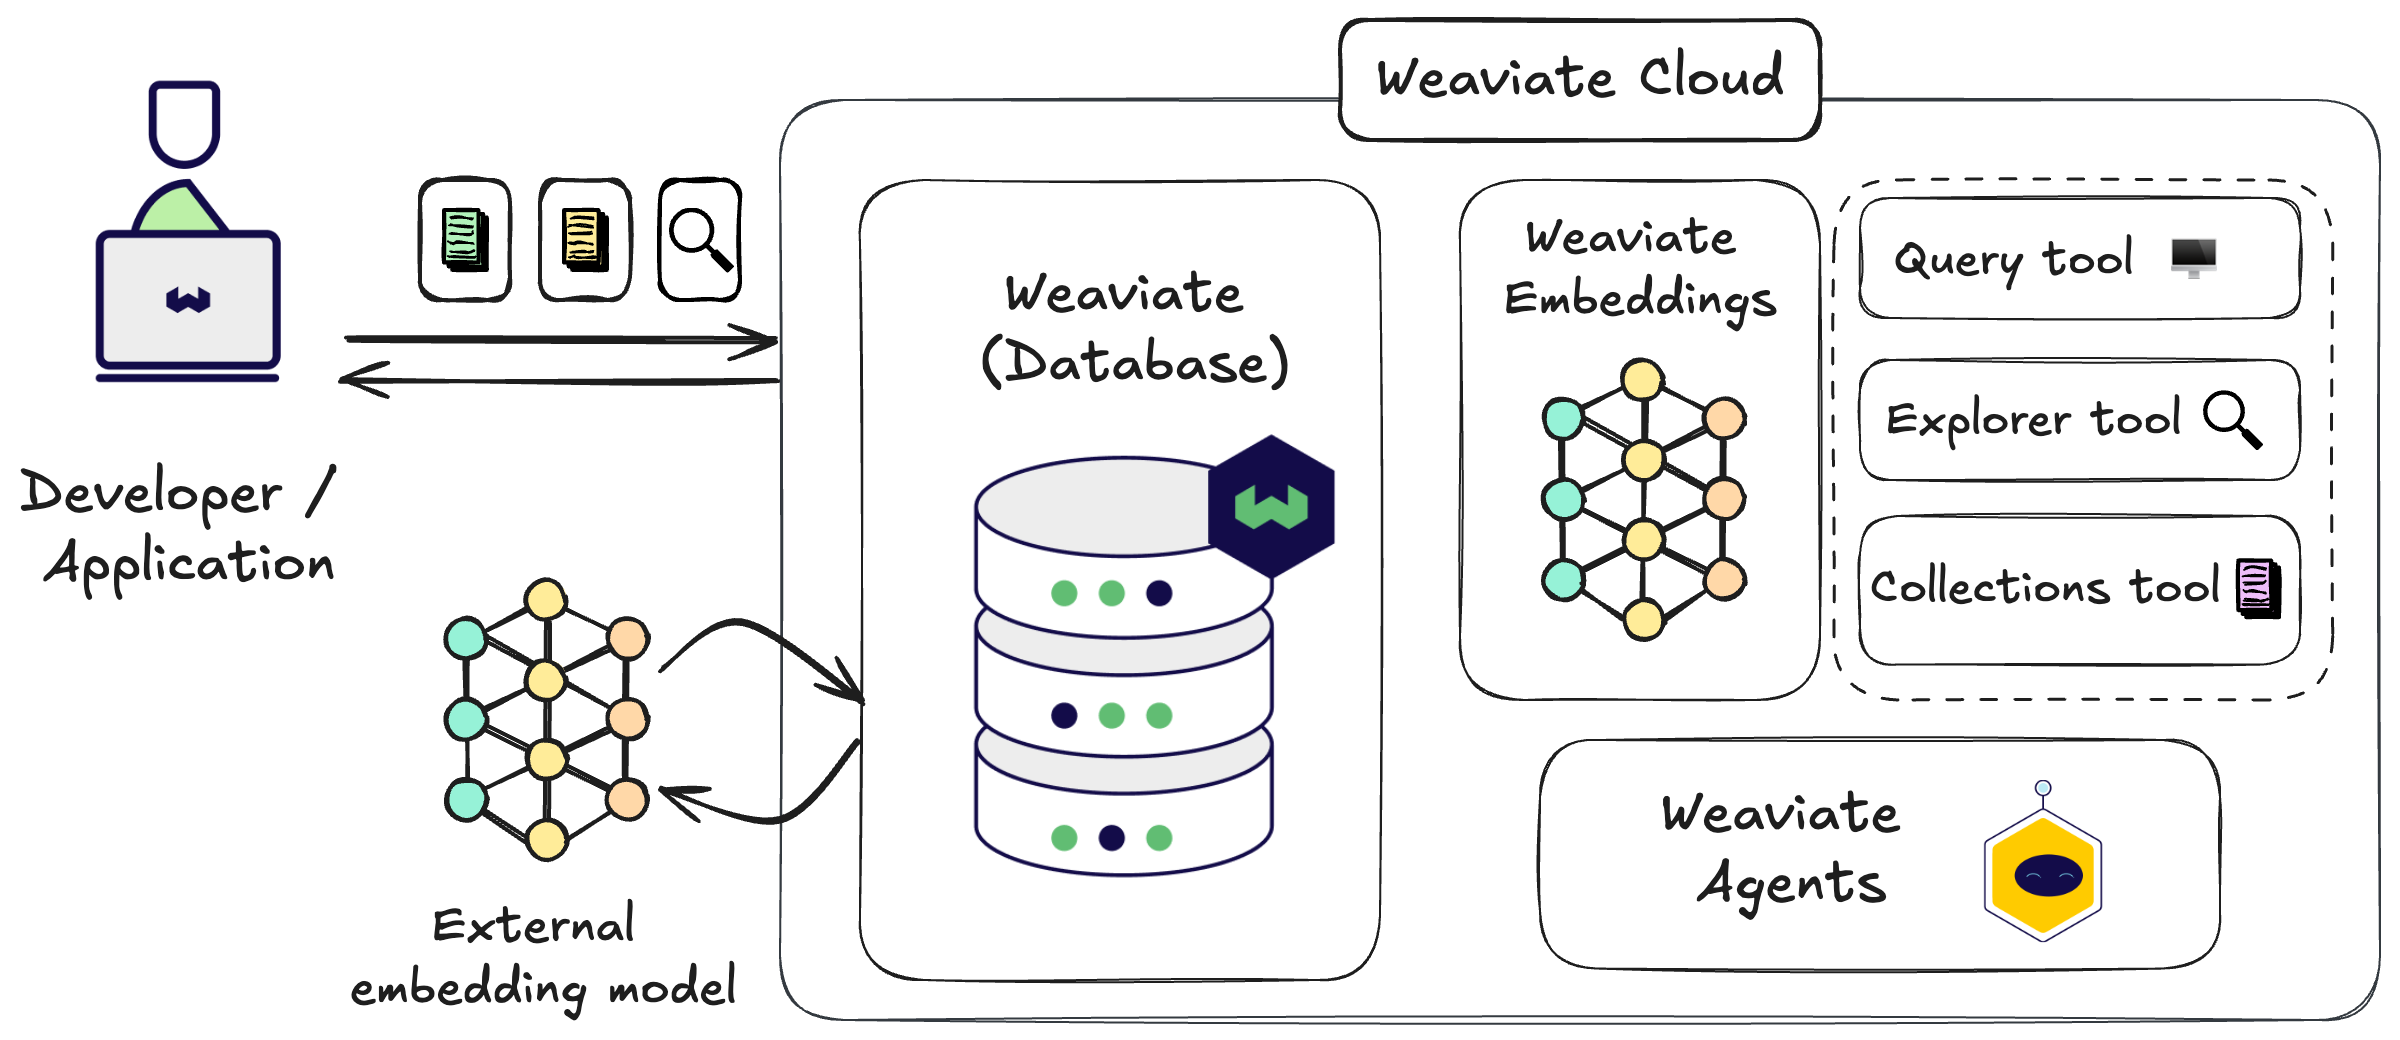 Weaviate Cloud
Developer /
Application
External
embedding model
Weaviate
(Database)
Weaviate
Embeddings
Query tool
Explorer tool
Collections tool
Weaviate
Agents